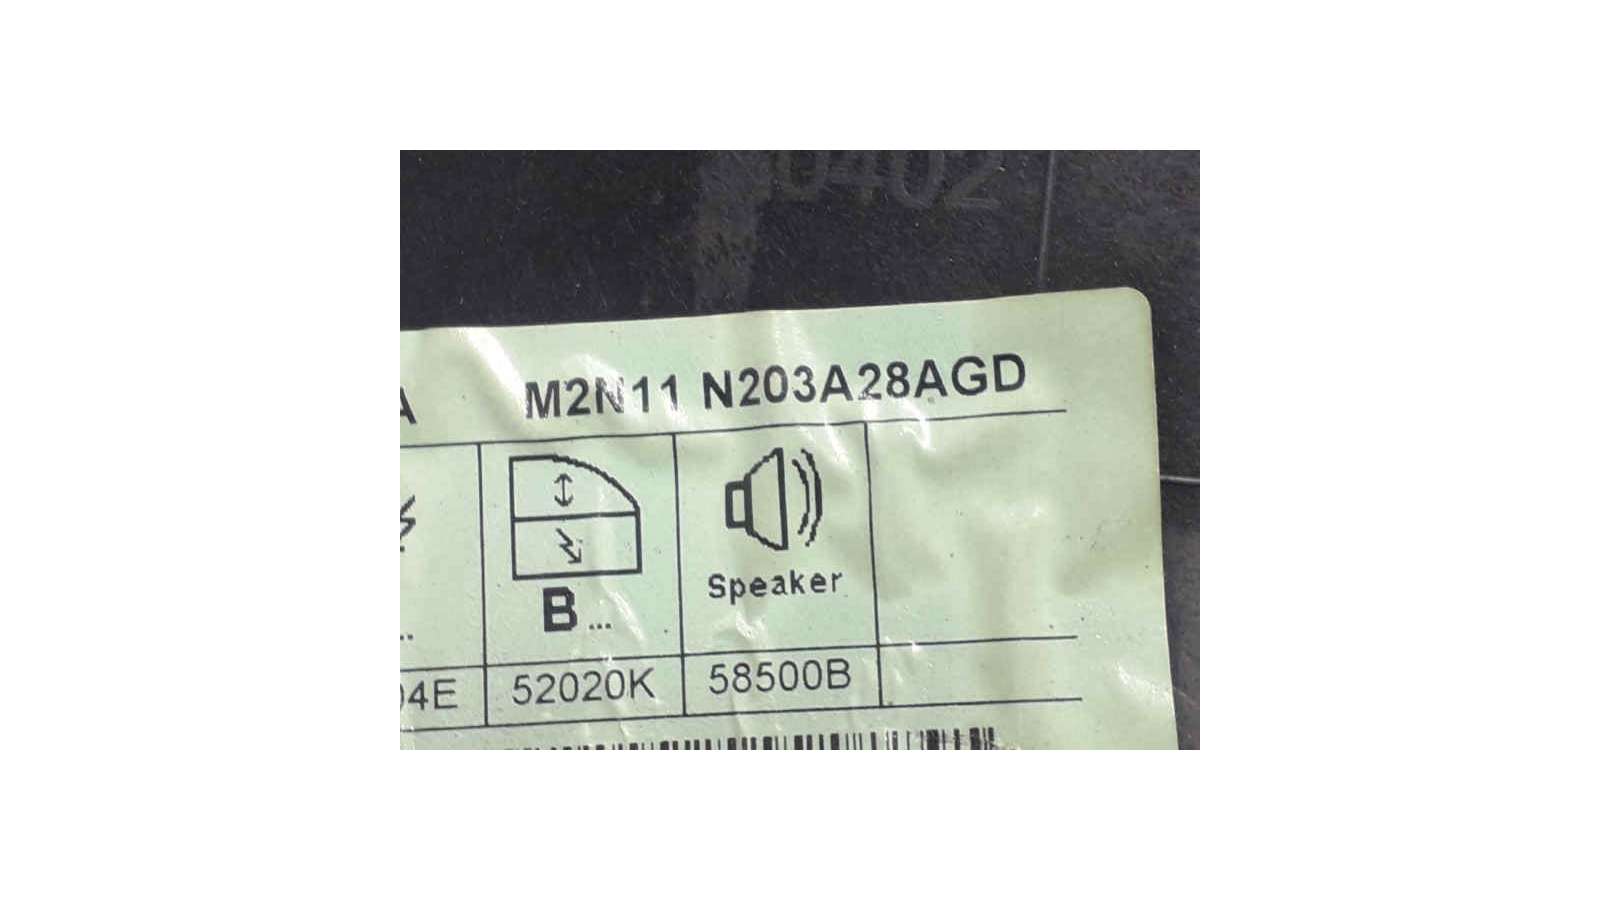 0402
A M2N11 N203A28AGD
Speaker
B...
04E 52020K 58500B